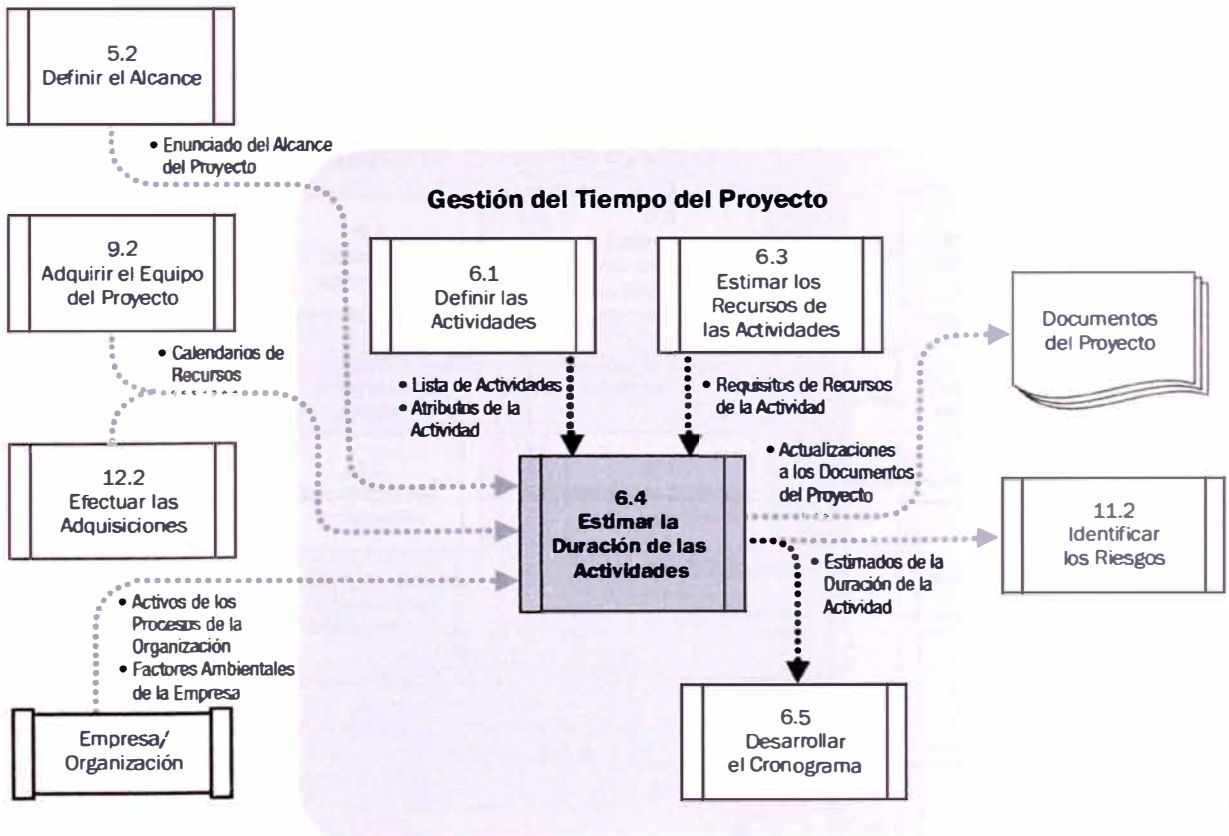 5.2
Definir el Alcance
• Enunciado del Alcance
del Proyecto
Gestión del Tiempo del Proyecto
9.2
Adquirir el Equipo
del Proyecto
6.1
Definir las
Actividades
6.3
Estimar los
Recursos de
las Actividades
Documentos
del Proyecto
• Calendarios de
Recursos
• Lista de Actividades
• Atributos de la
Actividad
• Requisitos de Recursos
de la Actividad
12.2
Efectuar las
Adquisiciones
6.4
Estimar la
Duración de las
Actividades
• Actualizaciones
a los Documentos
del Proyecto
11.2
Identificar
los Riesgos
• Estimados de la
Duración de la
Actividad
• Activos de los
Procesos de la
Organización
• Factores Ambientales
de la Empresa
Empresa/
Organización
6.5
Desarrollar
el Cronograma